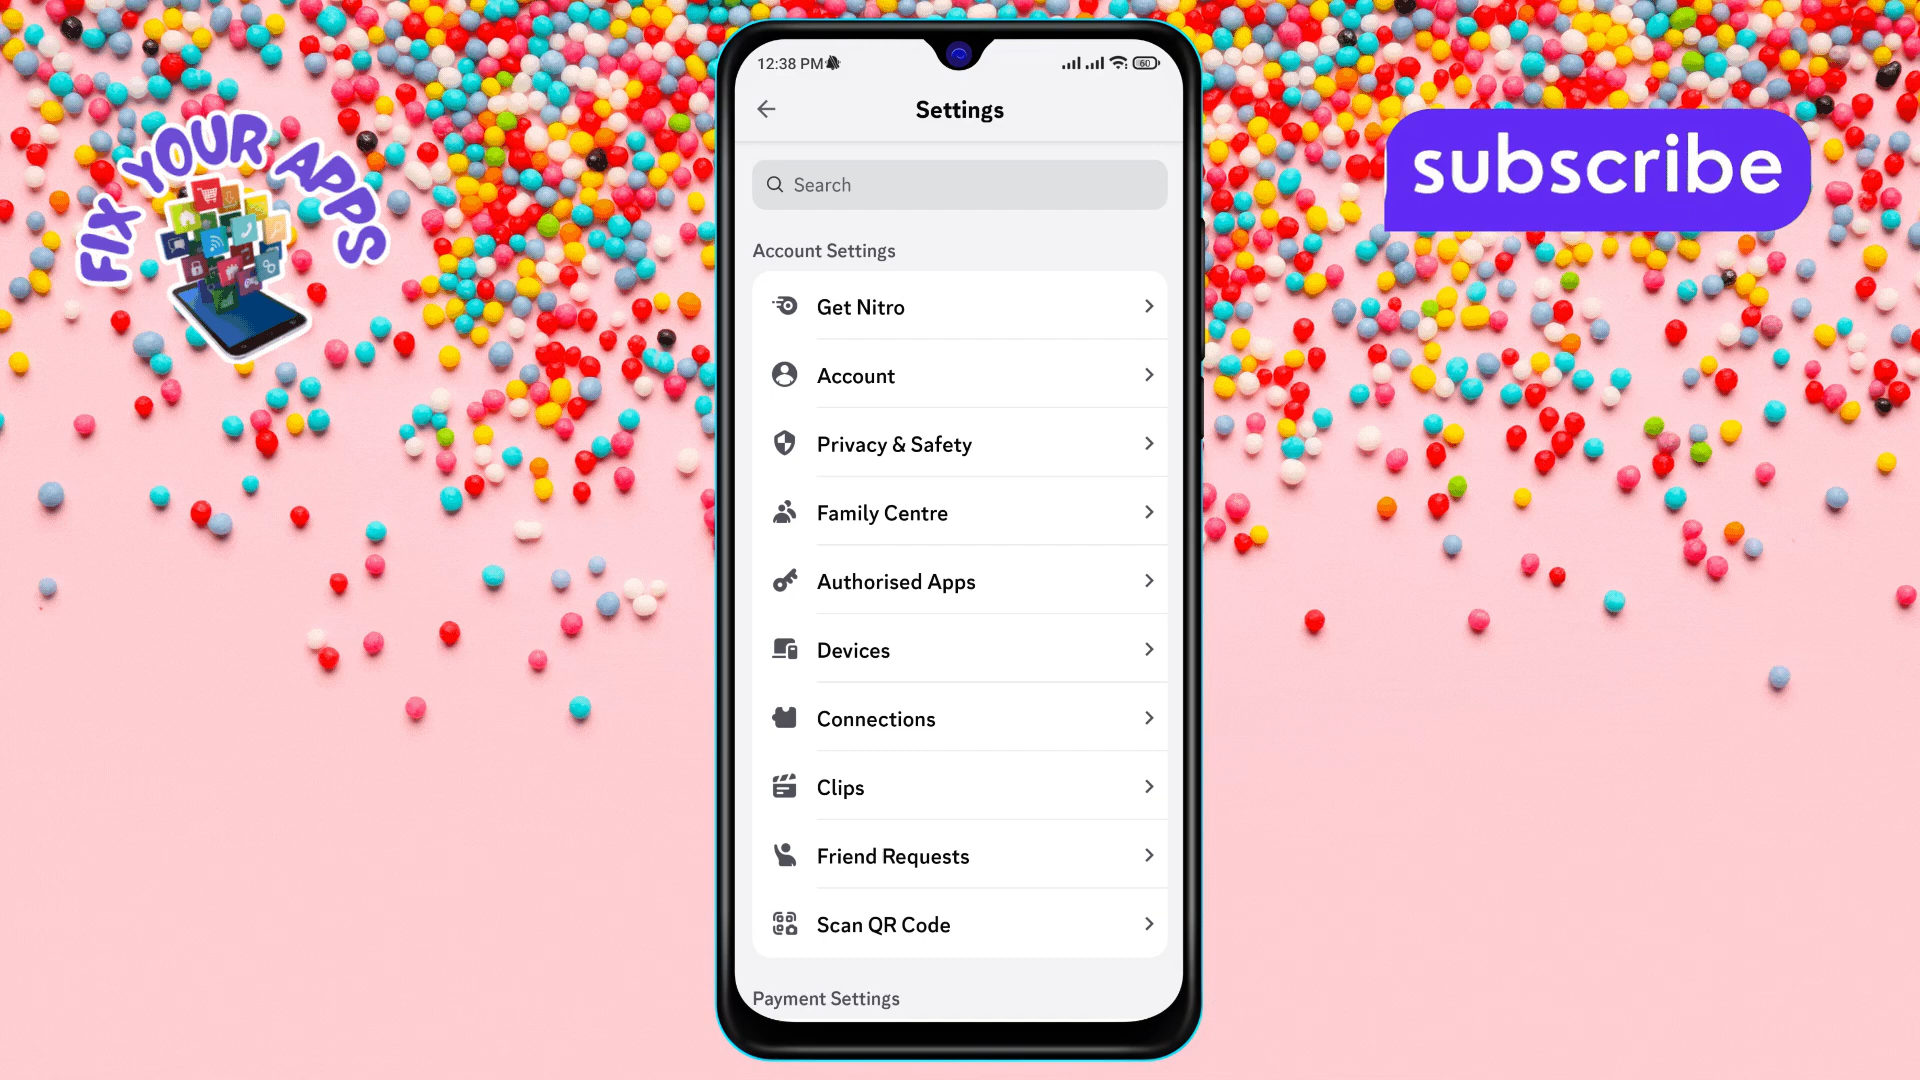 FIX YOUR APPS
subscribe
12:38 PM
60
Settings
Search
Account Settings
Get Nitro
Account
Privacy & Safety
Family Centre
Authorised Apps
Devices
Connections
Clips
Friend Requests
Scan QR Code
Payment Settings